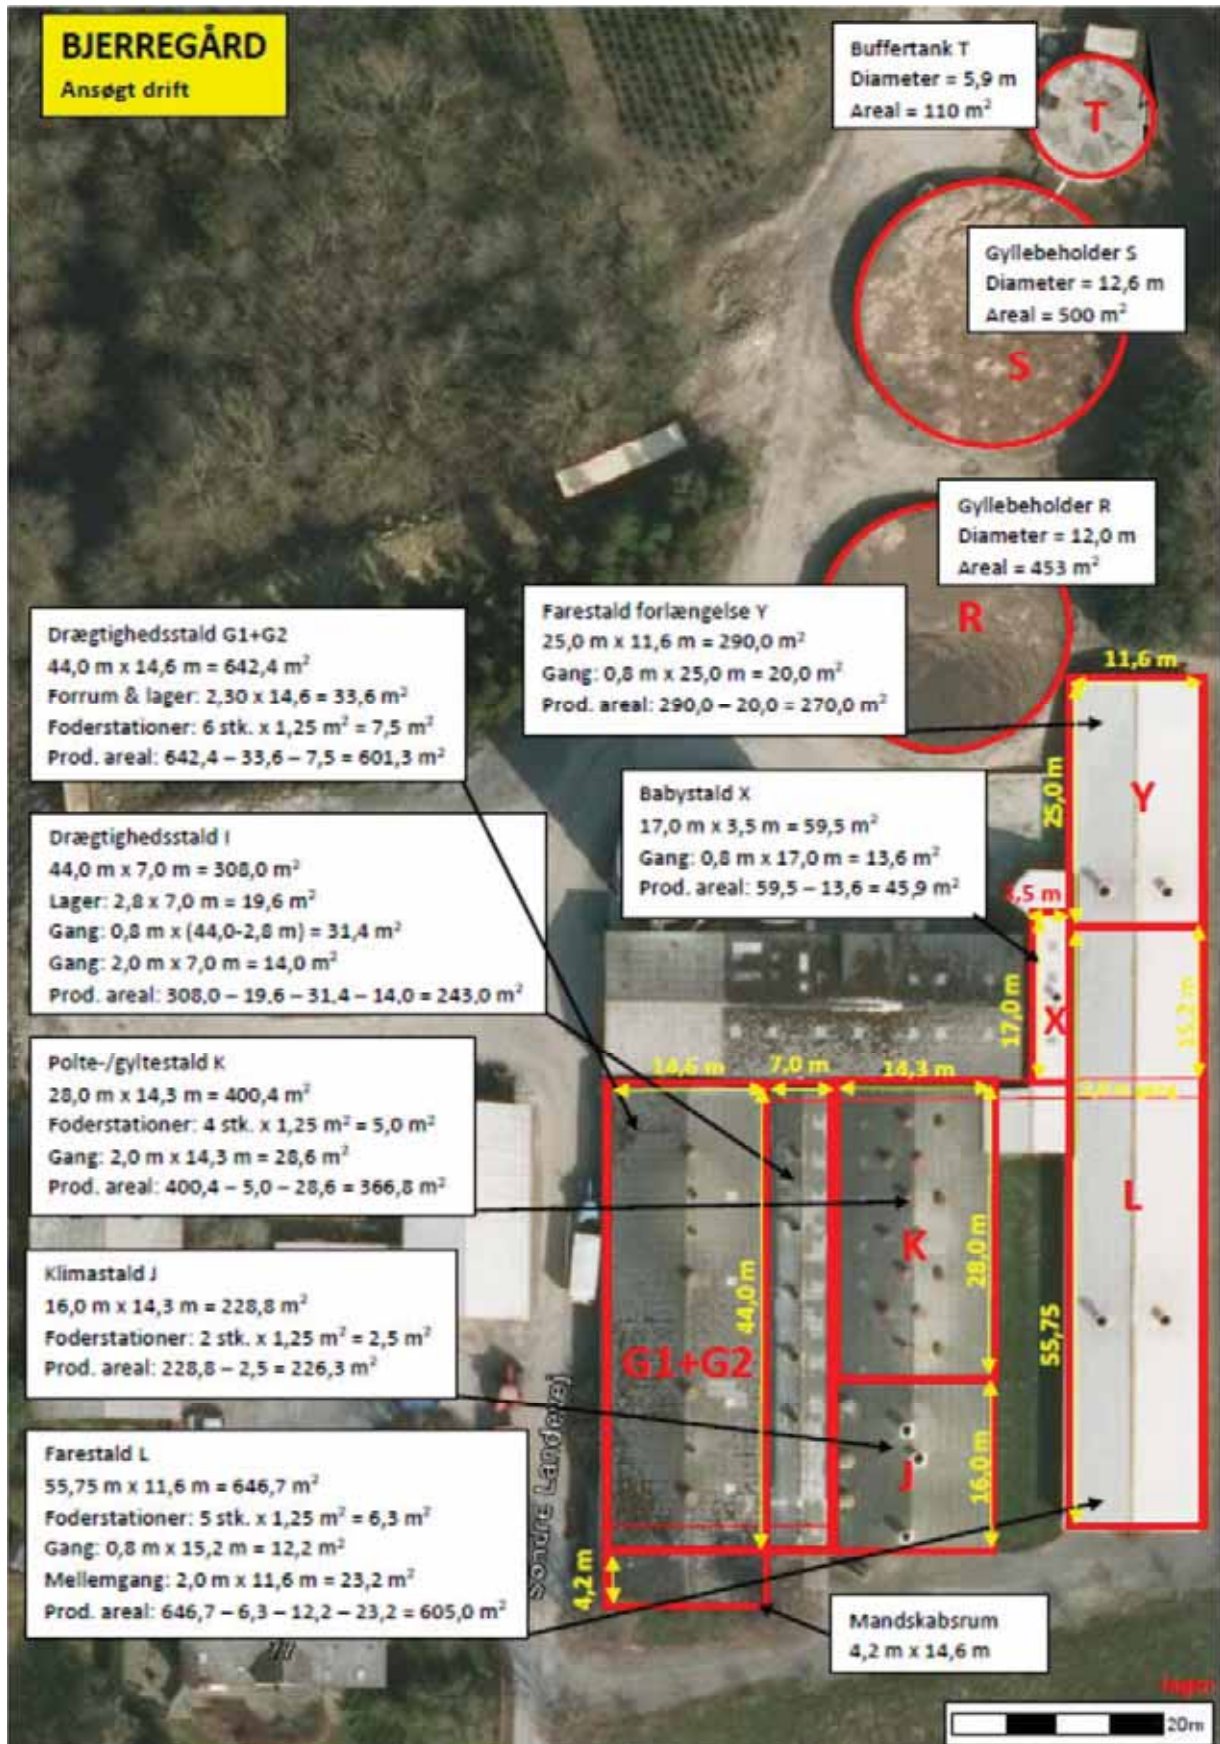 BJERREGÅRD
Ansøgt drift
Buffertank T
Diameter = 5,9 m
Areal = 110 m²
T
Gyllebeholder S
Diameter = 12,6 m
Areal = 500 m²
S
Gyllebeholder R
Diameter = 12,0 m
Areal = 453 m²
R
Farestald forlængelse Y
25,0 m x 11,6 m = 290,0 m²
Gang: 0,8 m x 25,0 m = 20,0 m²
Prod. areal: 290,0 – 20,0 = 270,0 m²
Drægtighedsstald G1+G2
44,0 m x 14,6 m = 642,4 m²
Forrum & lager: 2,30 x 14,6 = 33,6 m²
Foderstationer: 6 stk. x 1,25 m² = 7,5 m²
Prod. areal: 642,4 – 33,6 – 7,5 = 601,3 m²
11,6 m
25,0 m
Y
Babystald X
17,0 m x 3,5 m = 59,5 m²
Gang: 0,8 m x 17,0 m = 13,6 m²
Prod. areal: 59,5 – 13,6 = 45,9 m²
Drægtighedsstald I
44,0 m x 7,0 m = 308,0 m²
Lager: 2,8 x 7,0 m = 19,6 m²
Gang: 0,8 m x (44,0-2,8 m) = 31,4 m²
Gang: 2,0 m x 7,0 m = 14,0 m²
Prod. areal: 308,0 – 19,6 – 31,4 – 14,0 = 243,0 m²
3,5 m
17,0 m
X
15,2 m
Polte-/gyltestald K
28,0 m x 14,3 m = 400,4 m²
Foderstationer: 4 stk. x 1,25 m² = 5,0 m²
Gang: 2,0 m x 14,3 m = 28,6 m²
Prod. areal: 400,4 – 5,0 – 28,6 = 366,8 m²
14,6 m
7,0 m
14,3 m
L
K
28,0 m
44,0 m
55,75
Klimastald J
16,0 m x 14,3 m = 228,8 m²
Foderstationer: 2 stk. x 1,25 m² = 2,5 m²
Prod. areal: 228,8 – 2,5 = 226,3 m²
G1+G2
J
16,0 m
Søndre Landevej
Farestald L
55,75 m x 11,6 m = 646,7 m²
Foderstationer: 5 stk. x 1,25 m² = 6,3 m²
Gang: 0,8 m x 15,2 m = 12,2 m²
Mellemgang: 2,0 m x 11,6 m = 23,2 m²
Prod. areal: 646,7 – 6,3 – 12,2 – 23,2 = 605,0 m²
4,2 m
Mandskabsrum
4,2 m x 14,6 m
20m